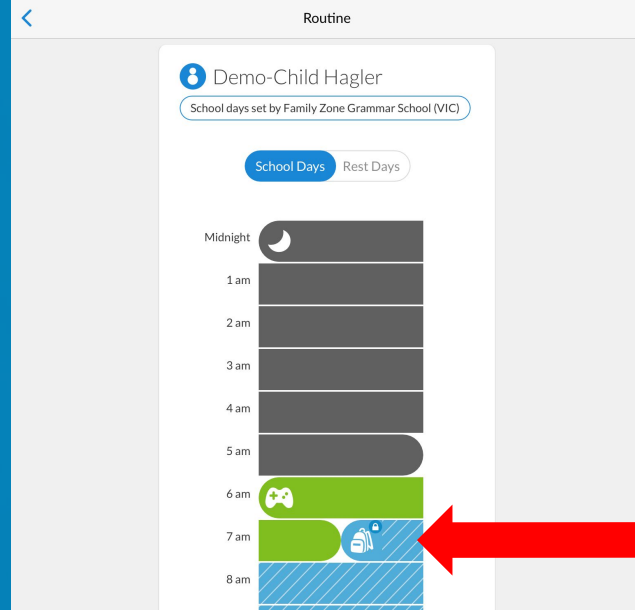 Routine
Demo-Child Hagler
School days set by Family Zone Grammar School (VIC)
School Days Rest Days
Midnight
1 am
2 am
3 am
4 am
5 am
6 am
7 am
8 am